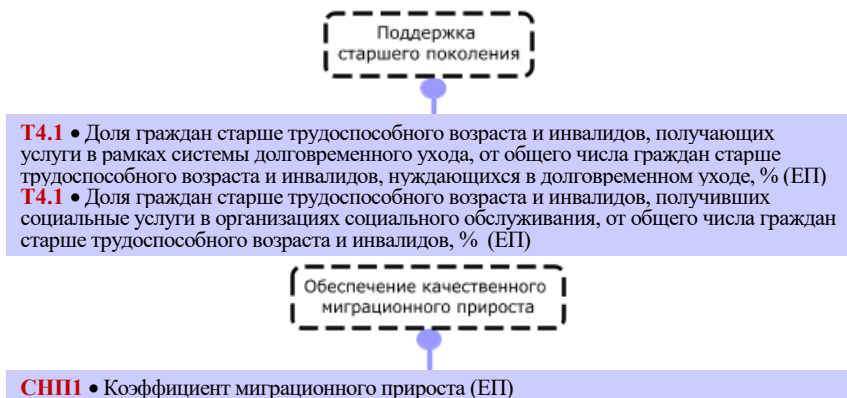 Поддержка
старшего поколения
Т4.1 • Доля граждан старше трудоспособного возраста и инвалидов, получающих
услуги в рамках системы долговременного ухода, от общего числа граждан старше
трудоспособного возраста и инвалидов, нуждающихся в долговременном уходе, % (ЕП)
Т4.1 • Доля граждан старше трудоспособного возраста и инвалидов, получивших
социальные услуги в организациях социального обслуживания, от общего числа граждан
старше трудоспособного возраста и инвалидов, % (ЕП)
Обеспечение качественного
миграционного прироста
СНП1 • Коэффициент миграционного прироста (ЕП)